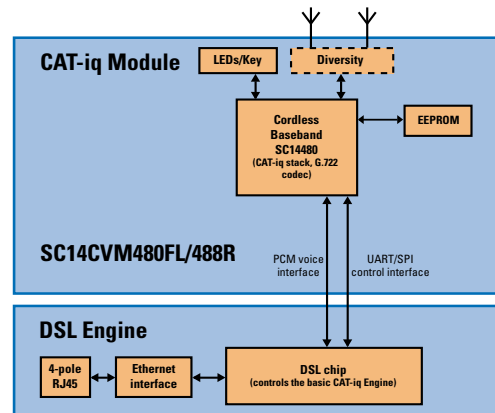 CAT-iq Module
LEDs/Key
Diversity
Cordless
Baseband
SC14480
(CAT-iq stack, G.722
codec)
EEPROM
SC14CVM480FL/488R
PCM voice
interface
UART/SPI
control interface
DSL Engine
4-pole
RJ45
Ethernet
interface
DSL chip
(controls the basic CAT-iq Engine)